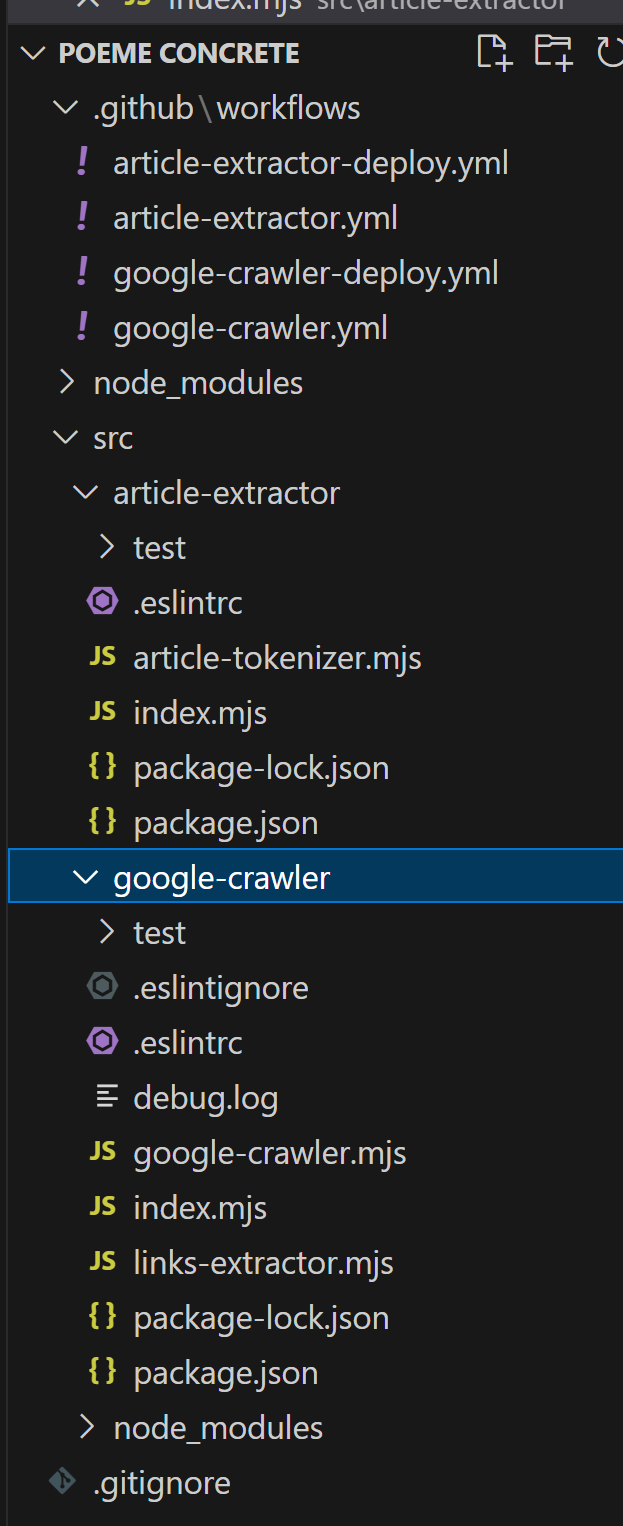 JS index.mjs src\article-extractor
POEME CONCRETE
.github\workflows
! article-extractor-deploy.yml
! article-extractor.yml
! google-crawler-deploy.yml
! google-crawler.yml
node_modules
src
article-extractor
test
.eslintrc
JS article-tokenizer.mjs
JS index.mjs
{} package-lock.json
{} package.json
google-crawler
test
.eslintignore
.eslintrc
debug.log
JS google-crawler.mjs
JS index.mjs
JS links-extractor.mjs
{} package-lock.json
{} package.json
node_modules
.gitignore